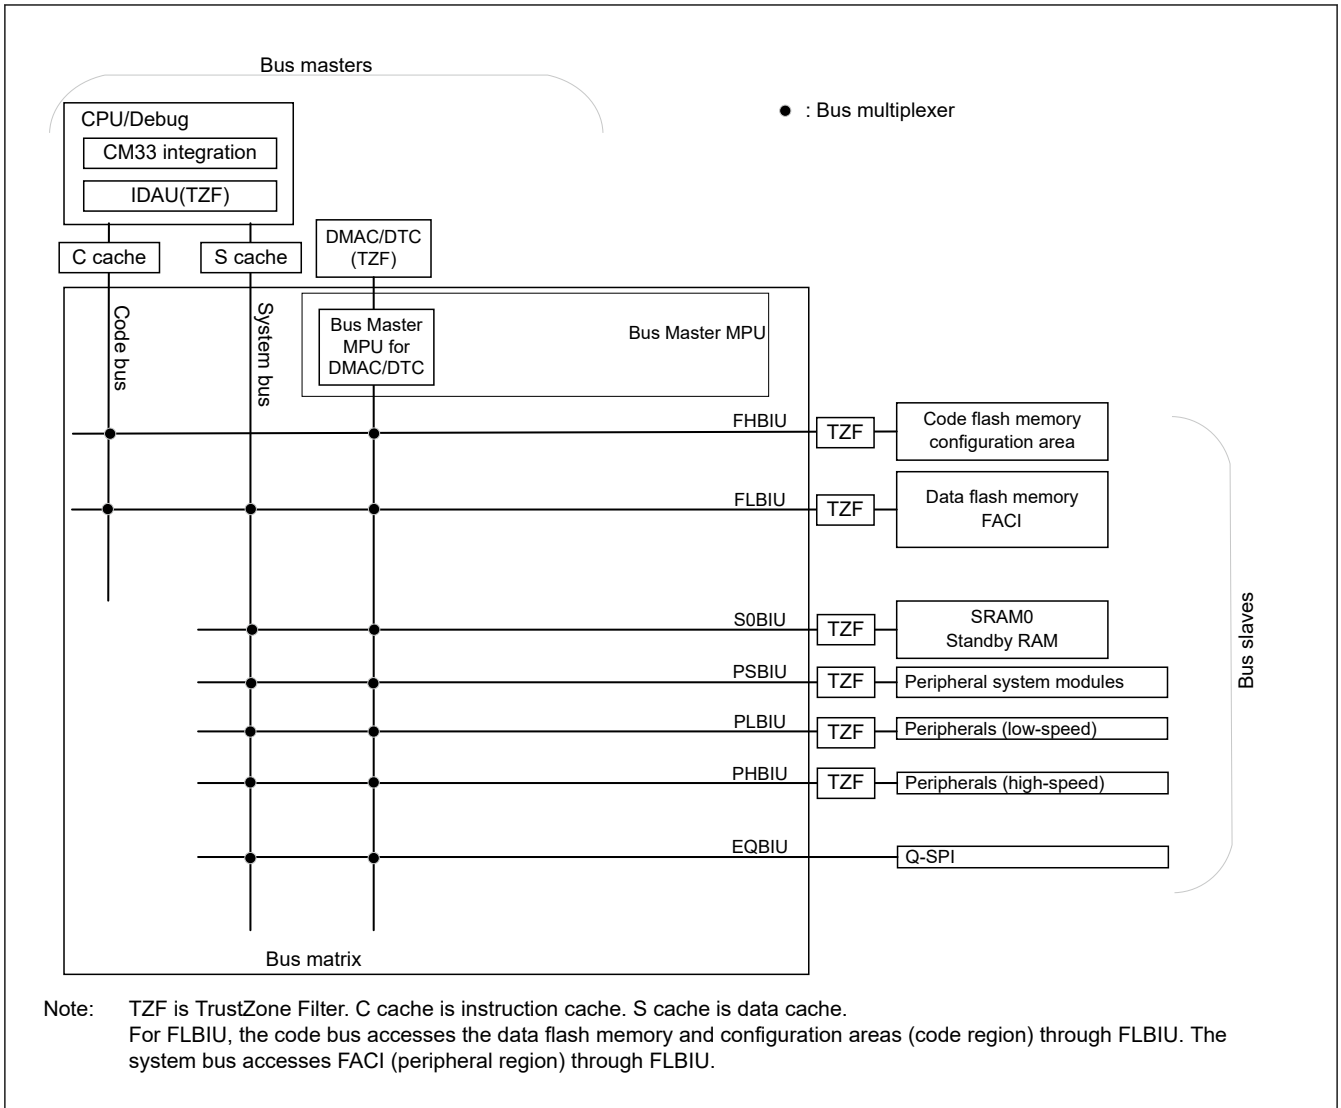 Bus masters
● : Bus multiplexer
CPU/Debug
CM33 integration
IDAU(TZF)
C cache
S cache
DMAC/DTC
(TZF)
Code bus
System bus
Bus Master
MPU for
DMAC/DTC
Bus Master MPU
FHBIU
TZF
Code flash memory
configuration area
FLBIU
TZF
Data flash memory
FACI
S0BIU
TZF
SRAM0
Standby RAM
PSBIU
TZF
Peripheral system modules
PLBIU
TZF
Peripherals (low-speed)
PHBIU
TZF
Peripherals (high-speed)
EQBIU
Q-SPI
Bus slaves
Bus matrix
Note: TZF is TrustZone Filter. C cache is instruction cache. S cache is data cache.
For FLBIU, the code bus accesses the data flash memory and configuration areas (code region) through FLBIU. The
system bus accesses FACI (peripheral region) through FLBIU.